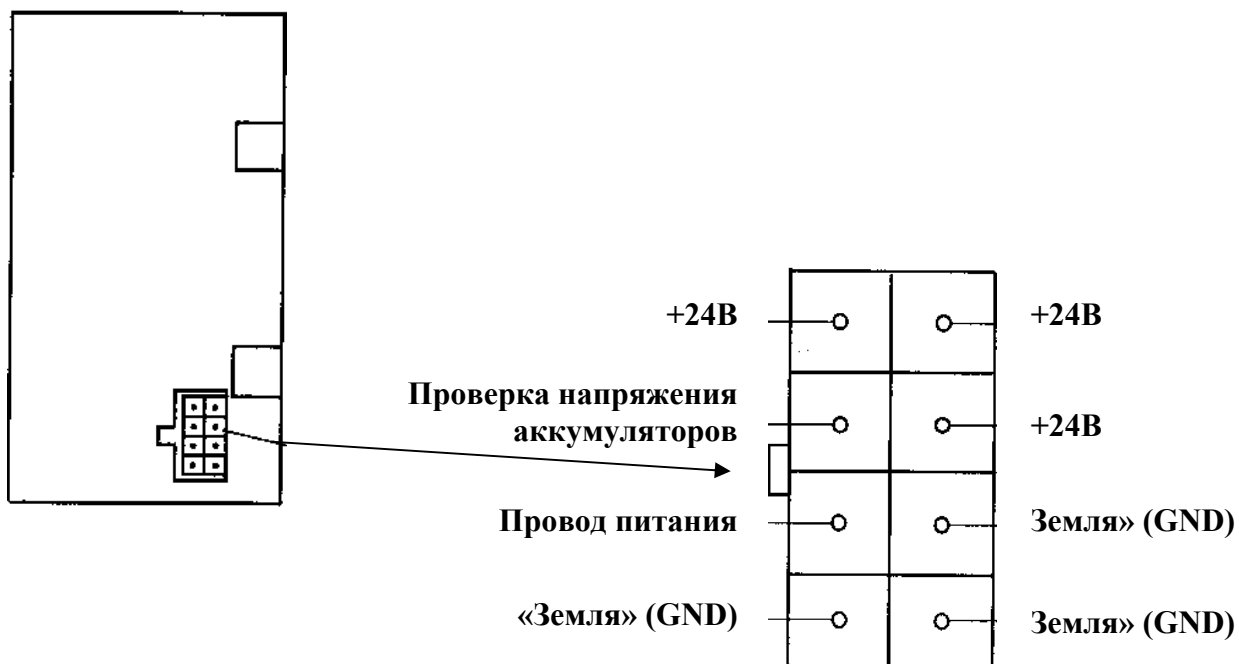 +24В
+24В
Проверка напряжения
аккумуляторов
+24В
Провод питания
Земля» (GND)
«Земля» (GND)
Земля» (GND)